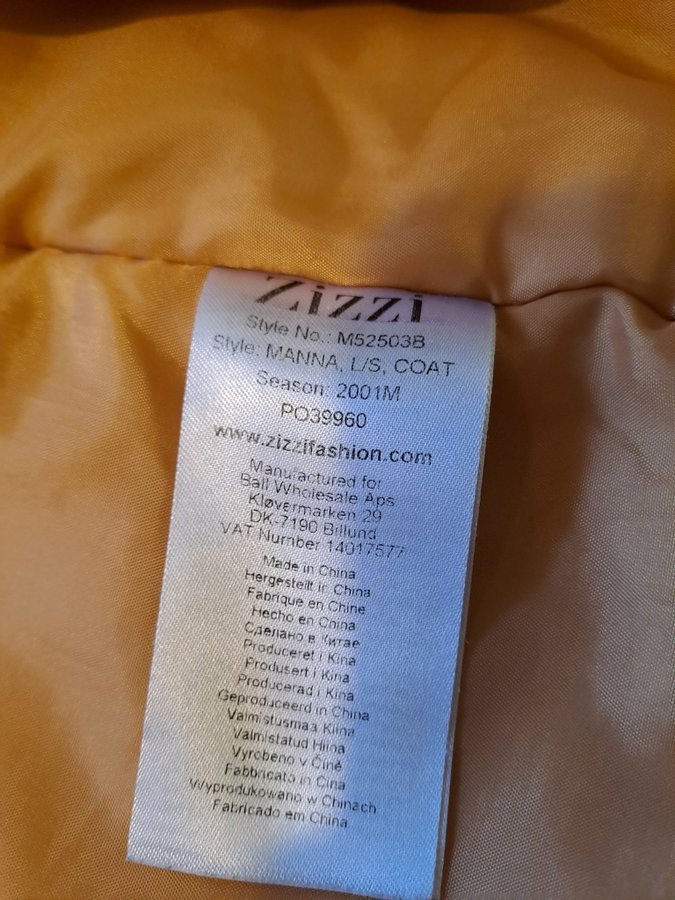 Zizzi
Style No.: M52503B
Style: MANNA, L/S, COAT
Season: 2001M
PO39960
www.zizzifashion.com
Manufactured for
Ball Wholesale Aps
Kløvermarken 29
DK-7190 Billund
VAT Number 14017577
Made in China
Hergestellt in China
Fabrique en Chine
Hecho en China
Сделано в Китае
Produceret i Kina
Produsert i Kina
Producerad i Kina
Geproduceerd in China
Valmistusmaa Kiina
Valmistatud Hiina
Vyrobeno v Číně
Fabbricato in Cina
Wyprodukowano w Chinach
Fabricado em China